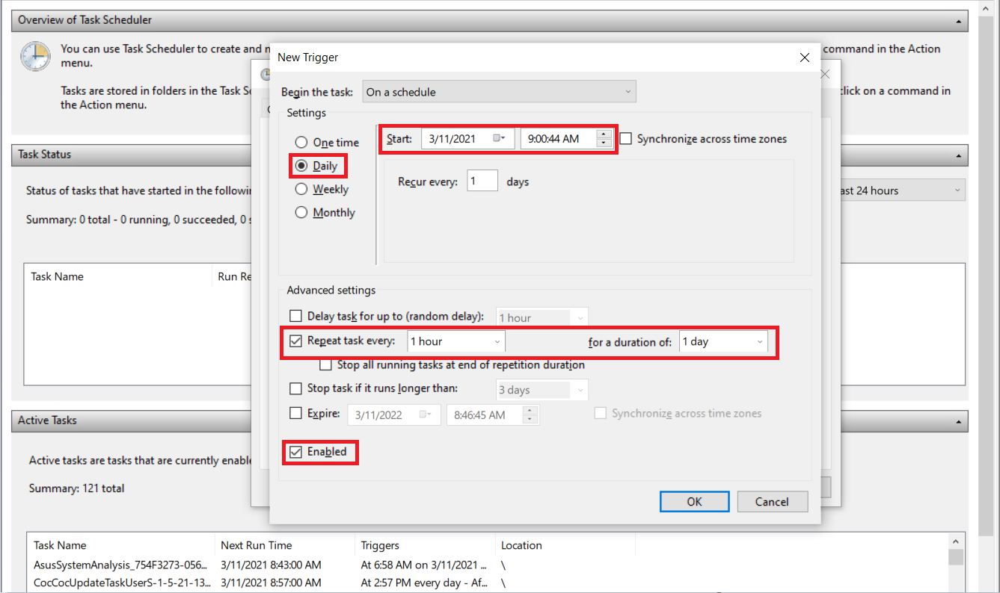 Overview of Task Scheduler
You can use Task Scheduler to create and command in the Action
menu.
Tasks are stored in folders in the Task click on a command in
the Action menu.
New Trigger
Begin the task: On a schedule
Settings
One time
Daily
Weekly
Monthly
Start: 3/11/2021 9:00:44 AM Synchronize across time zones
Recur every: 1 days
Task Status
Status of tasks that have started in the ast 24 hours
Summary: 0 total - 0 running, 0 succeeded, 0
Task Name Run Re
Advanced settings
Delay task for up to (random delay): 1 hour
Repeat task every: 1 hour for a duration of: 1 day
Stop all running tasks at end of repetition duration
Stop task if it runs longer than: 3 days
Expire: 3/11/2022 8:46:45 AM Synchronize across time zones
Enabled
OK Cancel
Active Tasks
Active tasks are tasks that are currently
Summary: 121 total
Task Name Next Run Time Triggers Location
AsusSystemAnalysis_754F3273-056... 3/11/2021 8:43:00 AM At 6:58 AM on 3/11/2021 ... \
CocCocUpdateTaskUserS-1-5-21-13... 3/11/2021 8:57:00 AM At 2:57 PM every day - Af... \